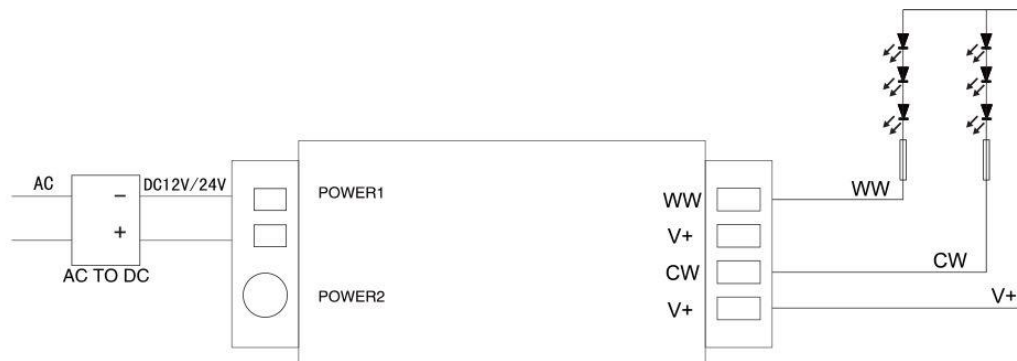 AC
DC12V/24V
−
+
AC TO DC
POWER1
POWER2
WW
V+
CW
V+
WW
CW
V+